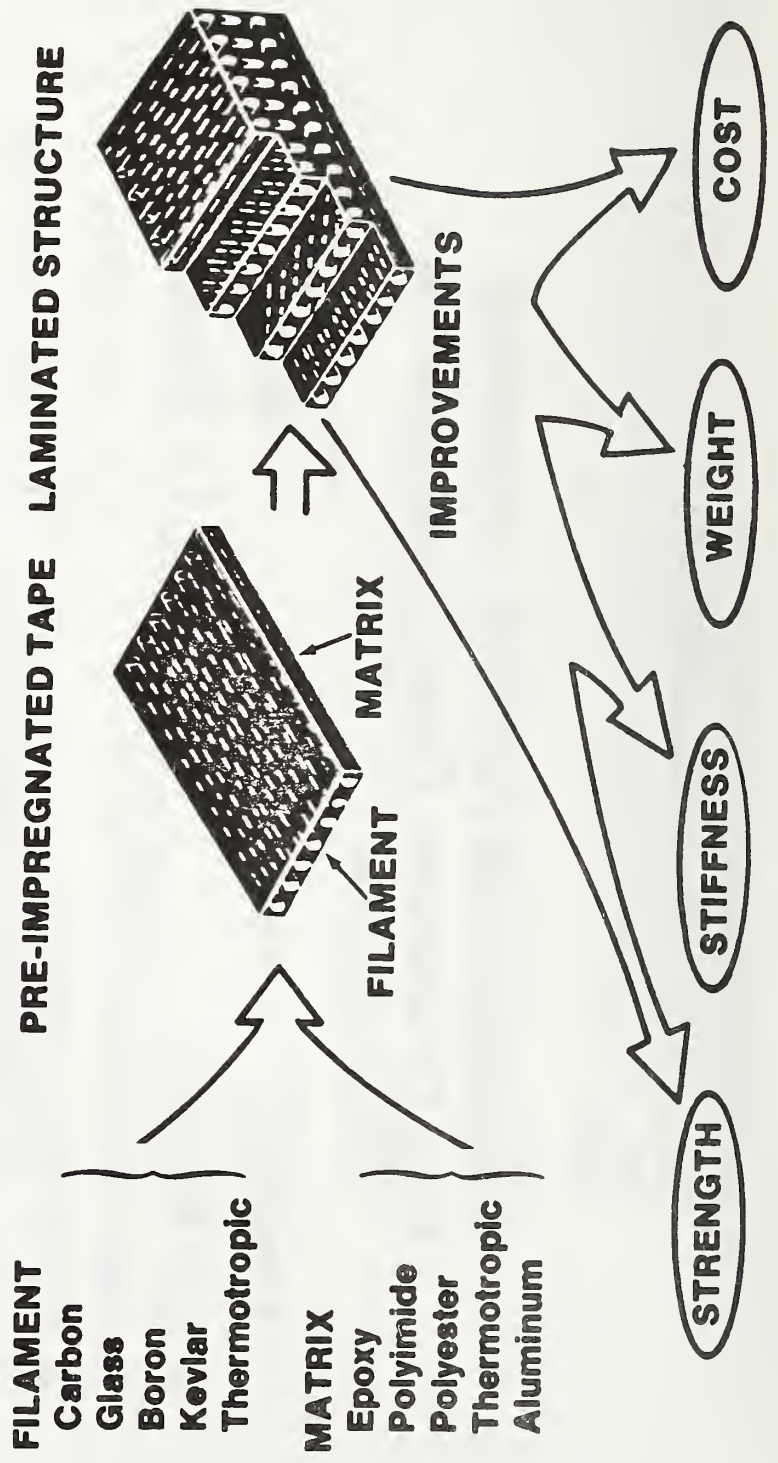 FILAMENT
Carbon
Glass
Boron
Kevlar
Thermotropic
MATRIX
Epoxy
Polyimide
Polyester
Thermotropic
Aluminum
PRE-IMPREGNATED TAPE
FILAMENT
MATRIX
LAMINATED STRUCTURE
IMPROVEMENTS
STRENGTH
STIFFNESS
WEIGHT
COST